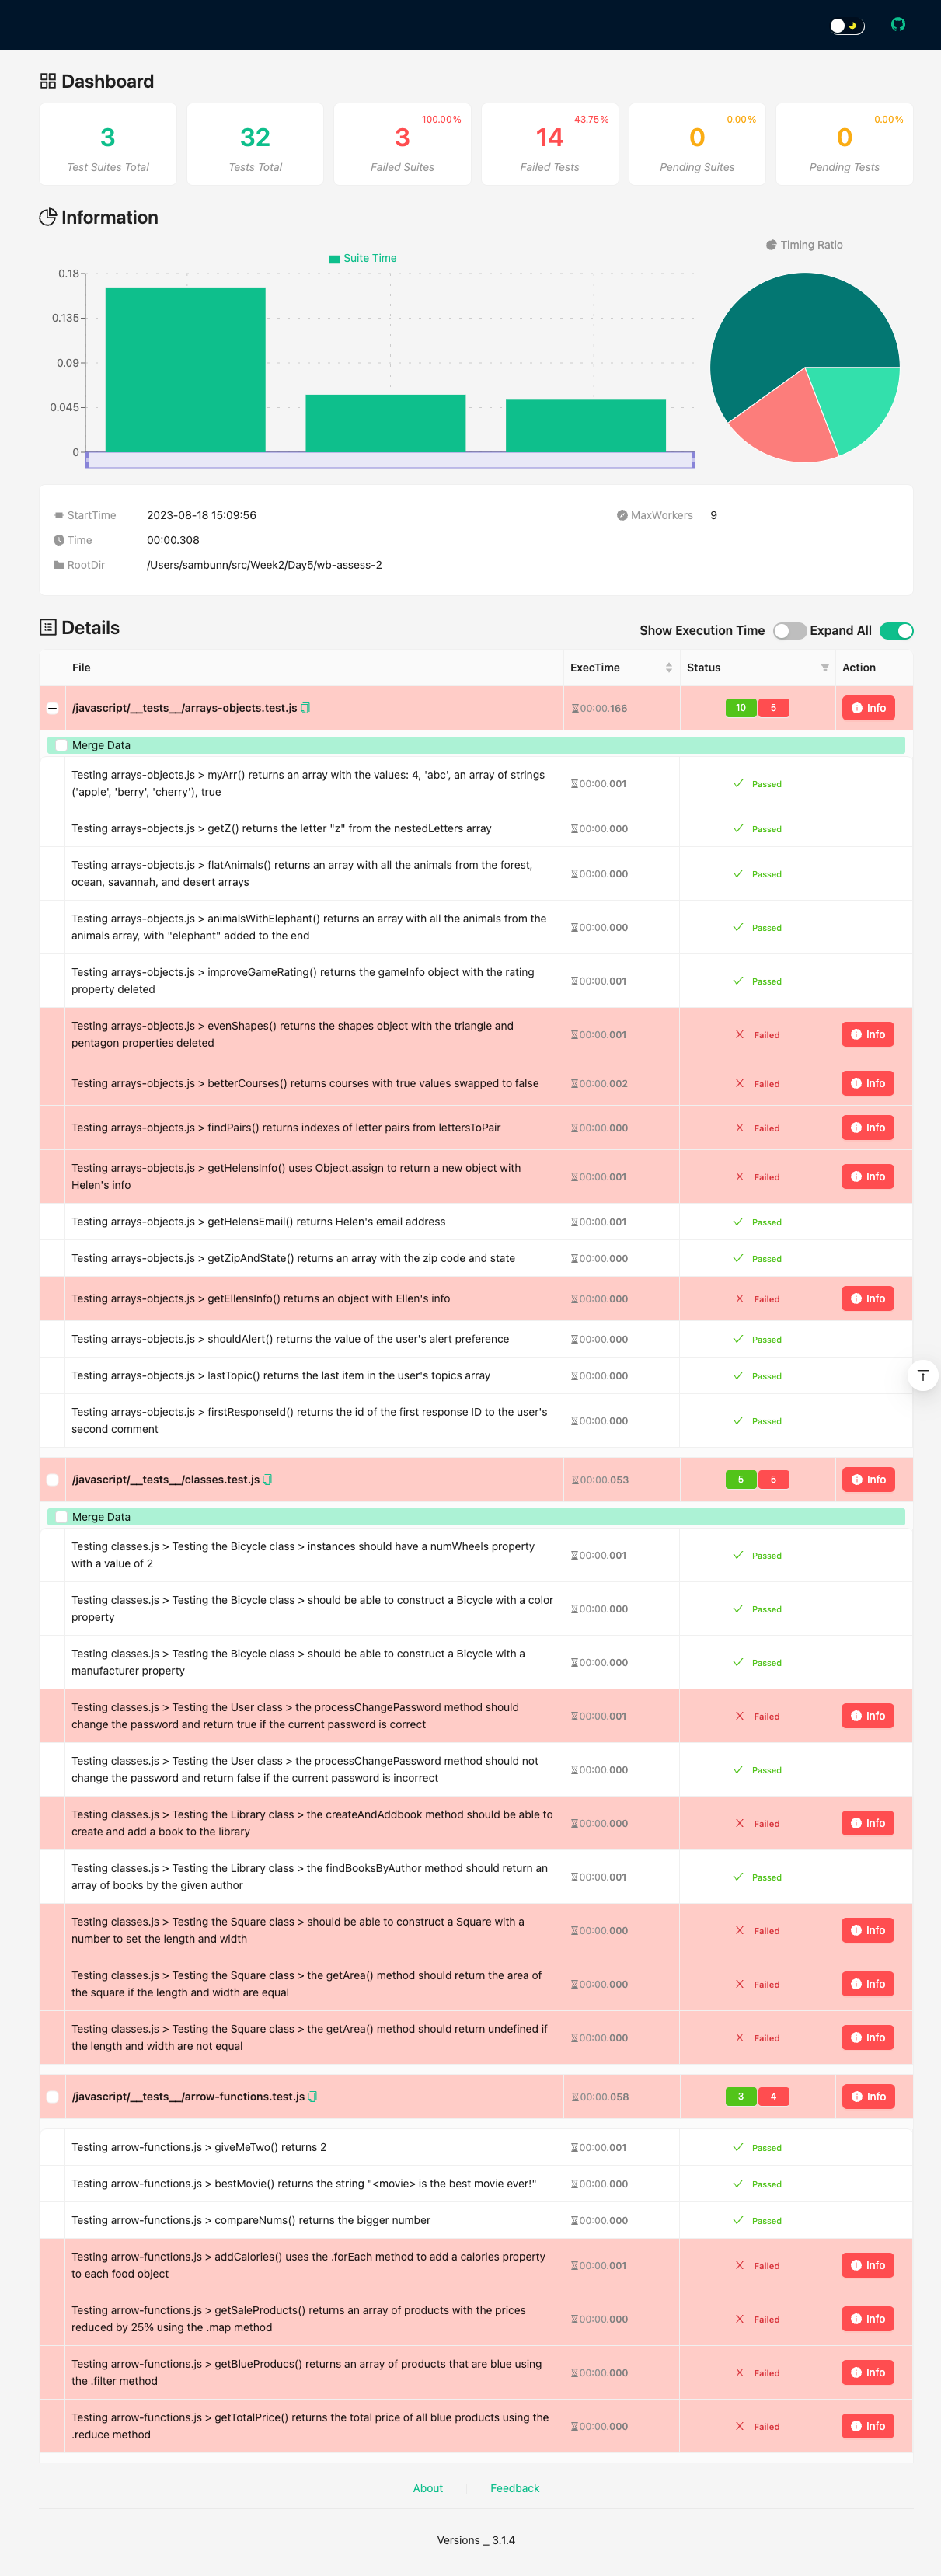 Dashboard
3
Test Suites Total
32
Tests Total
100.00%
3
Failed Suites
43.75%
14
Failed Tests
0.00%
0
Pending Suites
0.00%
0
Pending Tests
Information
Suite Time
0.18
0.135
0.09
0.045
0
Timing Ratio
StartTime 2023-08-18 15:09:56
MaxWorkers 9
Time 00:00.308
RootDir /Users/sambunn/src/Week2/Day5/wb-assess-2
Details
Show Execution Time Expand All
File ExecTime Status Action
/javascript/__tests__/arrays-objects.test.js 00:00.166 10 5 Info
Merge Data
Testing arrays-objects.js > myArr() returns an array with the values: 4, 'abc', an array of strings
('apple', 'berry', 'cherry'), true
00:00.001 Passed
Testing arrays-objects.js > getZ() returns the letter "z" from the nestedLetters array 00:00.000 Passed
Testing arrays-objects.js > flatAnimals() returns an array with all the animals from the forest,
ocean, savannah, and desert arrays
00:00.000 Passed
Testing arrays-objects.js > animalsWithElephant() returns an array with all the animals from the
animals array, with "elephant" added to the end
00:00.000 Passed
Testing arrays-objects.js > improveGameRating() returns the gameInfo object with the rating
property deleted
00:00.001 Passed
Testing arrays-objects.js > evenShapes() returns the shapes object with the triangle and
pentagon properties deleted
00:00.001 Failed Info
Testing arrays-objects.js > betterCourses() returns courses with true values swapped to false 00:00.002 Failed Info
Testing arrays-objects.js > findPairs() returns indexes of letter pairs from lettersToPair 00:00.000 Failed Info
Testing arrays-objects.js > getHelensInfo() uses Object.assign to return a new object with
Helen's info
00:00.001 Failed Info
Testing arrays-objects.js > getHelensEmail() returns Helen's email address 00:00.001 Passed
Testing arrays-objects.js > getZipAndState() returns an array with the zip code and state 00:00.000 Passed
Testing arrays-objects.js > getEllensInfo() returns an object with Ellen's info 00:00.000 Failed Info
Testing arrays-objects.js > shouldAlert() returns the value of the user's alert preference 00:00.000 Passed
Testing arrays-objects.js > lastTopic() returns the last item in the user's topics array 00:00.000 Passed
Testing arrays-objects.js > firstResponseId() returns the id of the first response ID to the user's
second comment
00:00.000 Passed
/javascript/__tests__/classes.test.js 00:00.053 5 5 Info
Merge Data
Testing classes.js > Testing the Bicycle class > instances should have a numWheels property
with a value of 2
00:00.001 Passed
Testing classes.js > Testing the Bicycle class > should be able to construct a Bicycle with a color
property
00:00.000 Passed
Testing classes.js > Testing the Bicycle class > should be able to construct a Bicycle with a
manufacturer property
00:00.000 Passed
Testing classes.js > Testing the User class > the processChangePassword method should
change the password and return true if the current password is correct
00:00.001 Failed Info
Testing classes.js > Testing the User class > the processChangePassword method should not
change the password and return false if the current password is incorrect
00:00.000 Passed
Testing classes.js > Testing the Library class > the createAndAddbook method should be able to
create and add a book to the library
00:00.000 Failed Info
Testing classes.js > Testing the Library class > the findBooksByAuthor method should return an
array of books by the given author
00:00.001 Passed
Testing classes.js > Testing the Square class > should be able to construct a Square with a
number to set the length and width
00:00.000 Failed Info
Testing classes.js > Testing the Square class > the getArea() method should return the area of
the square if the length and width are equal
00:00.000 Failed Info
Testing classes.js > Testing the Square class > the getArea() method should return undefined if
the length and width are not equal
00:00.000 Failed Info
/javascript/__tests__/arrow-functions.test.js 00:00.058 3 4 Info
Testing arrow-functions.js > giveMeTwo() returns 2 00:00.001 Passed
Testing arrow-functions.js > bestMovie() returns the string "<movie> is the best movie ever!" 00:00.000 Passed
Testing arrow-functions.js > compareNums() returns the bigger number 00:00.000 Passed
Testing arrow-functions.js > addCalories() uses the .forEach method to add a calories property
to each food object
00:00.001 Failed Info
Testing arrow-functions.js > getSaleProducts() returns an array of products with the prices
reduced by 25% using the .map method
00:00.000 Failed Info
Testing arrow-functions.js > getBlueProducs() returns an array of products that are blue using
the .filter method
00:00.000 Failed Info
Testing arrow-functions.js > getTotalPrice() returns the total price of all blue products using the
.reduce method
00:00.000 Failed Info
About Feedback
Versions _ 3.1.4